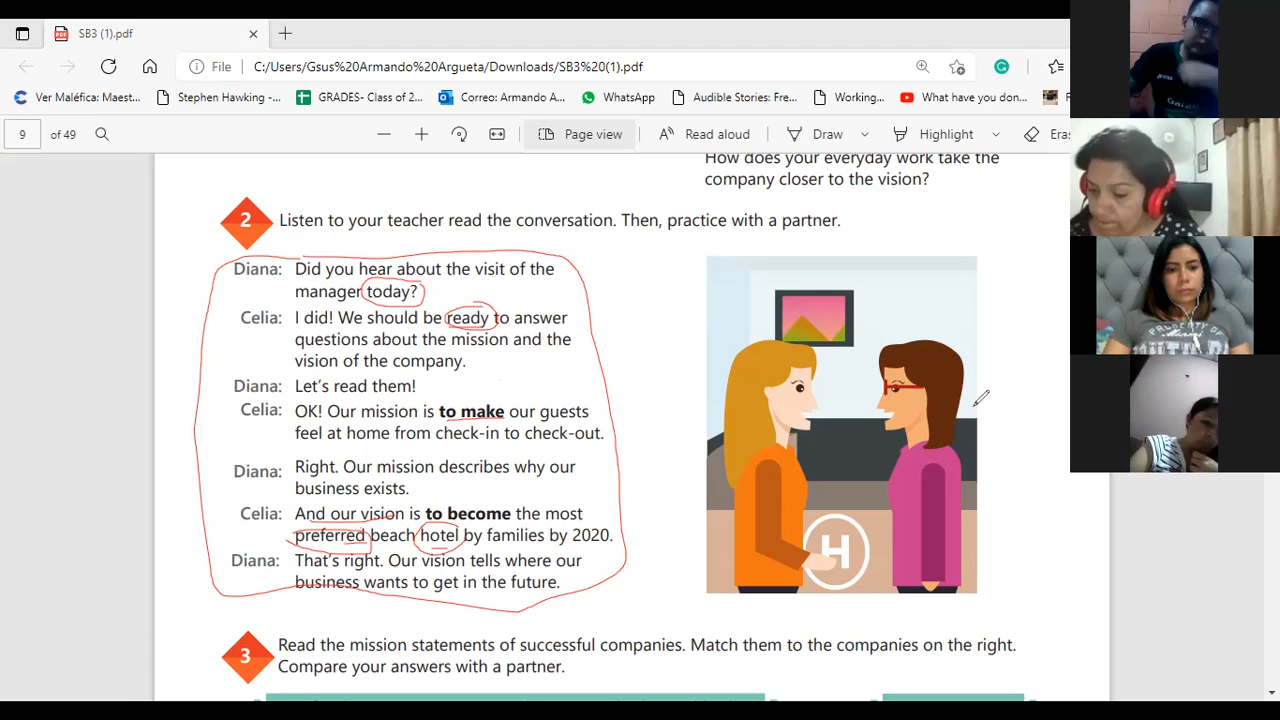 SB3 (1).pdf
File
C:/Users/Gsus%20Armando%20Argueta/Downloads/SB3%20(1).pdf
Ver Maléfica: Maest...
Stephen Hawking -...
GRADES- Class of 2...
Correo: Armando A...
WhatsApp
Audible Stories: Fre...
Working...
What have you don...
9 of 49
Page view
Read aloud
Draw
Highlight
Eras
How does your everyday work take the
company closer to the vision?
2 Listen to your teacher read the conversation. Then, practice with a partner.
Diana: Did you hear about the visit of the
manager today?
Celia: I did! We should be ready to answer
questions about the mission and the
vision of the company.
Diana: Let's read them!
Celia: OK! Our mission is to make our guests
feel at home from check-in to check-out.
Diana: Right. Our mission describes why our
business exists.
Celia: And our vision is to become the most
preferred beach hotel by families by 2020.
Diana: That's right. Our vision tells where our
business wants to get in the future.
H
3 Read the mission statements of successful companies. Match them to the companies on the right.
Compare your answers with a partner.